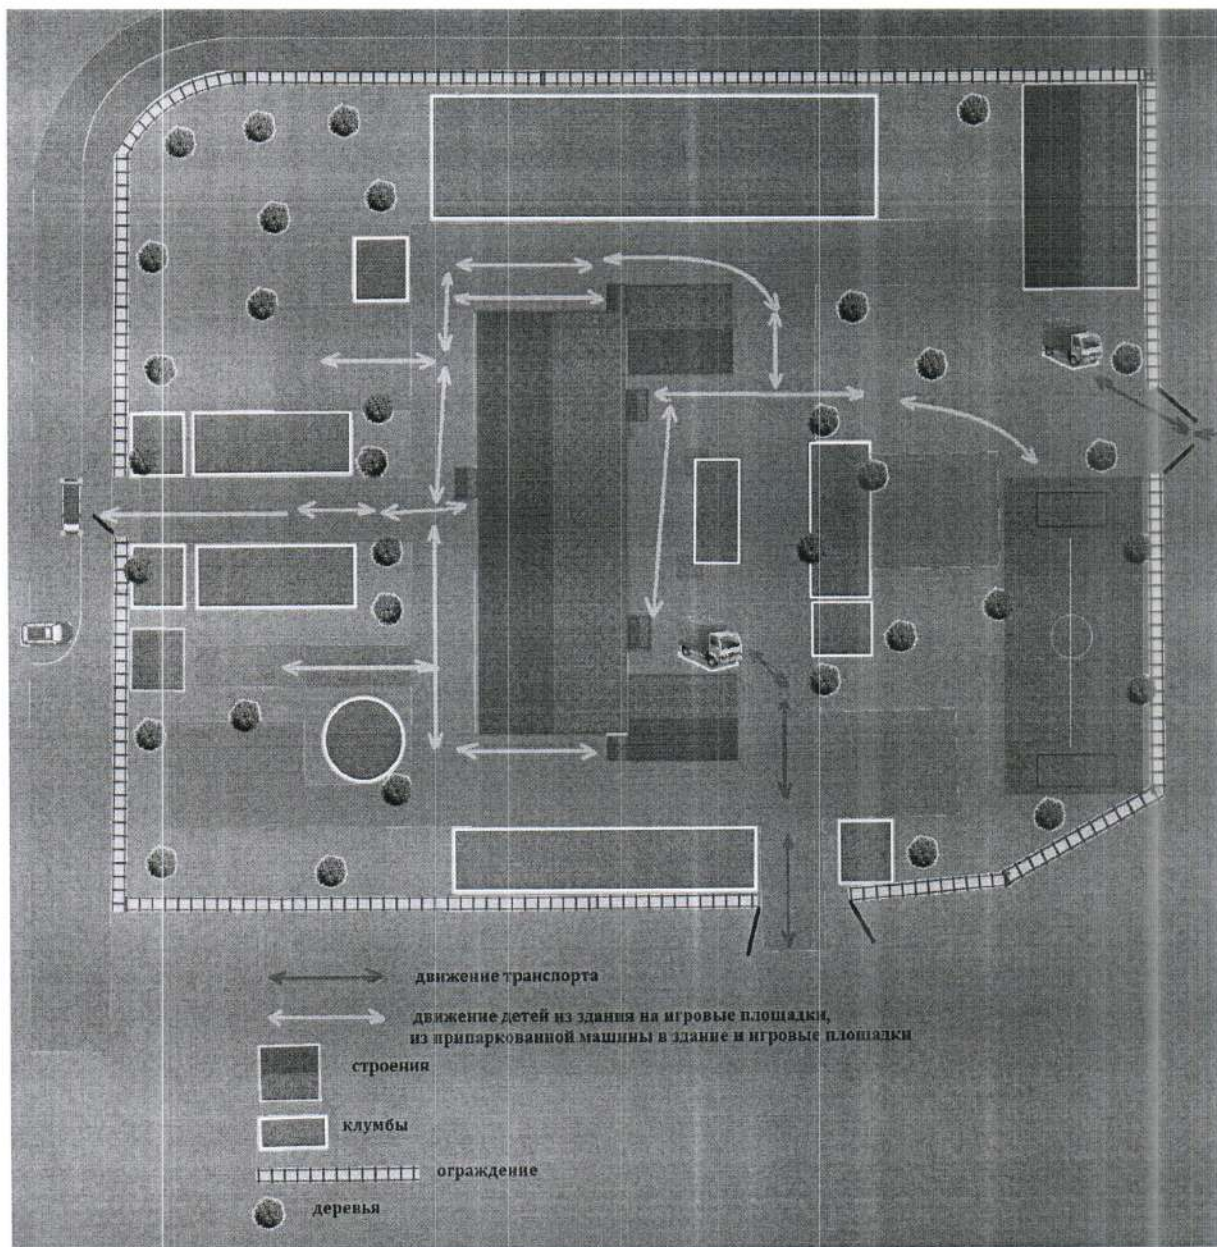 движение транспорта
движение детей из здания на игровые площадки,
из припаркованной машины в здание и игровые площадки
строения
клумбы
ограждение
деревья